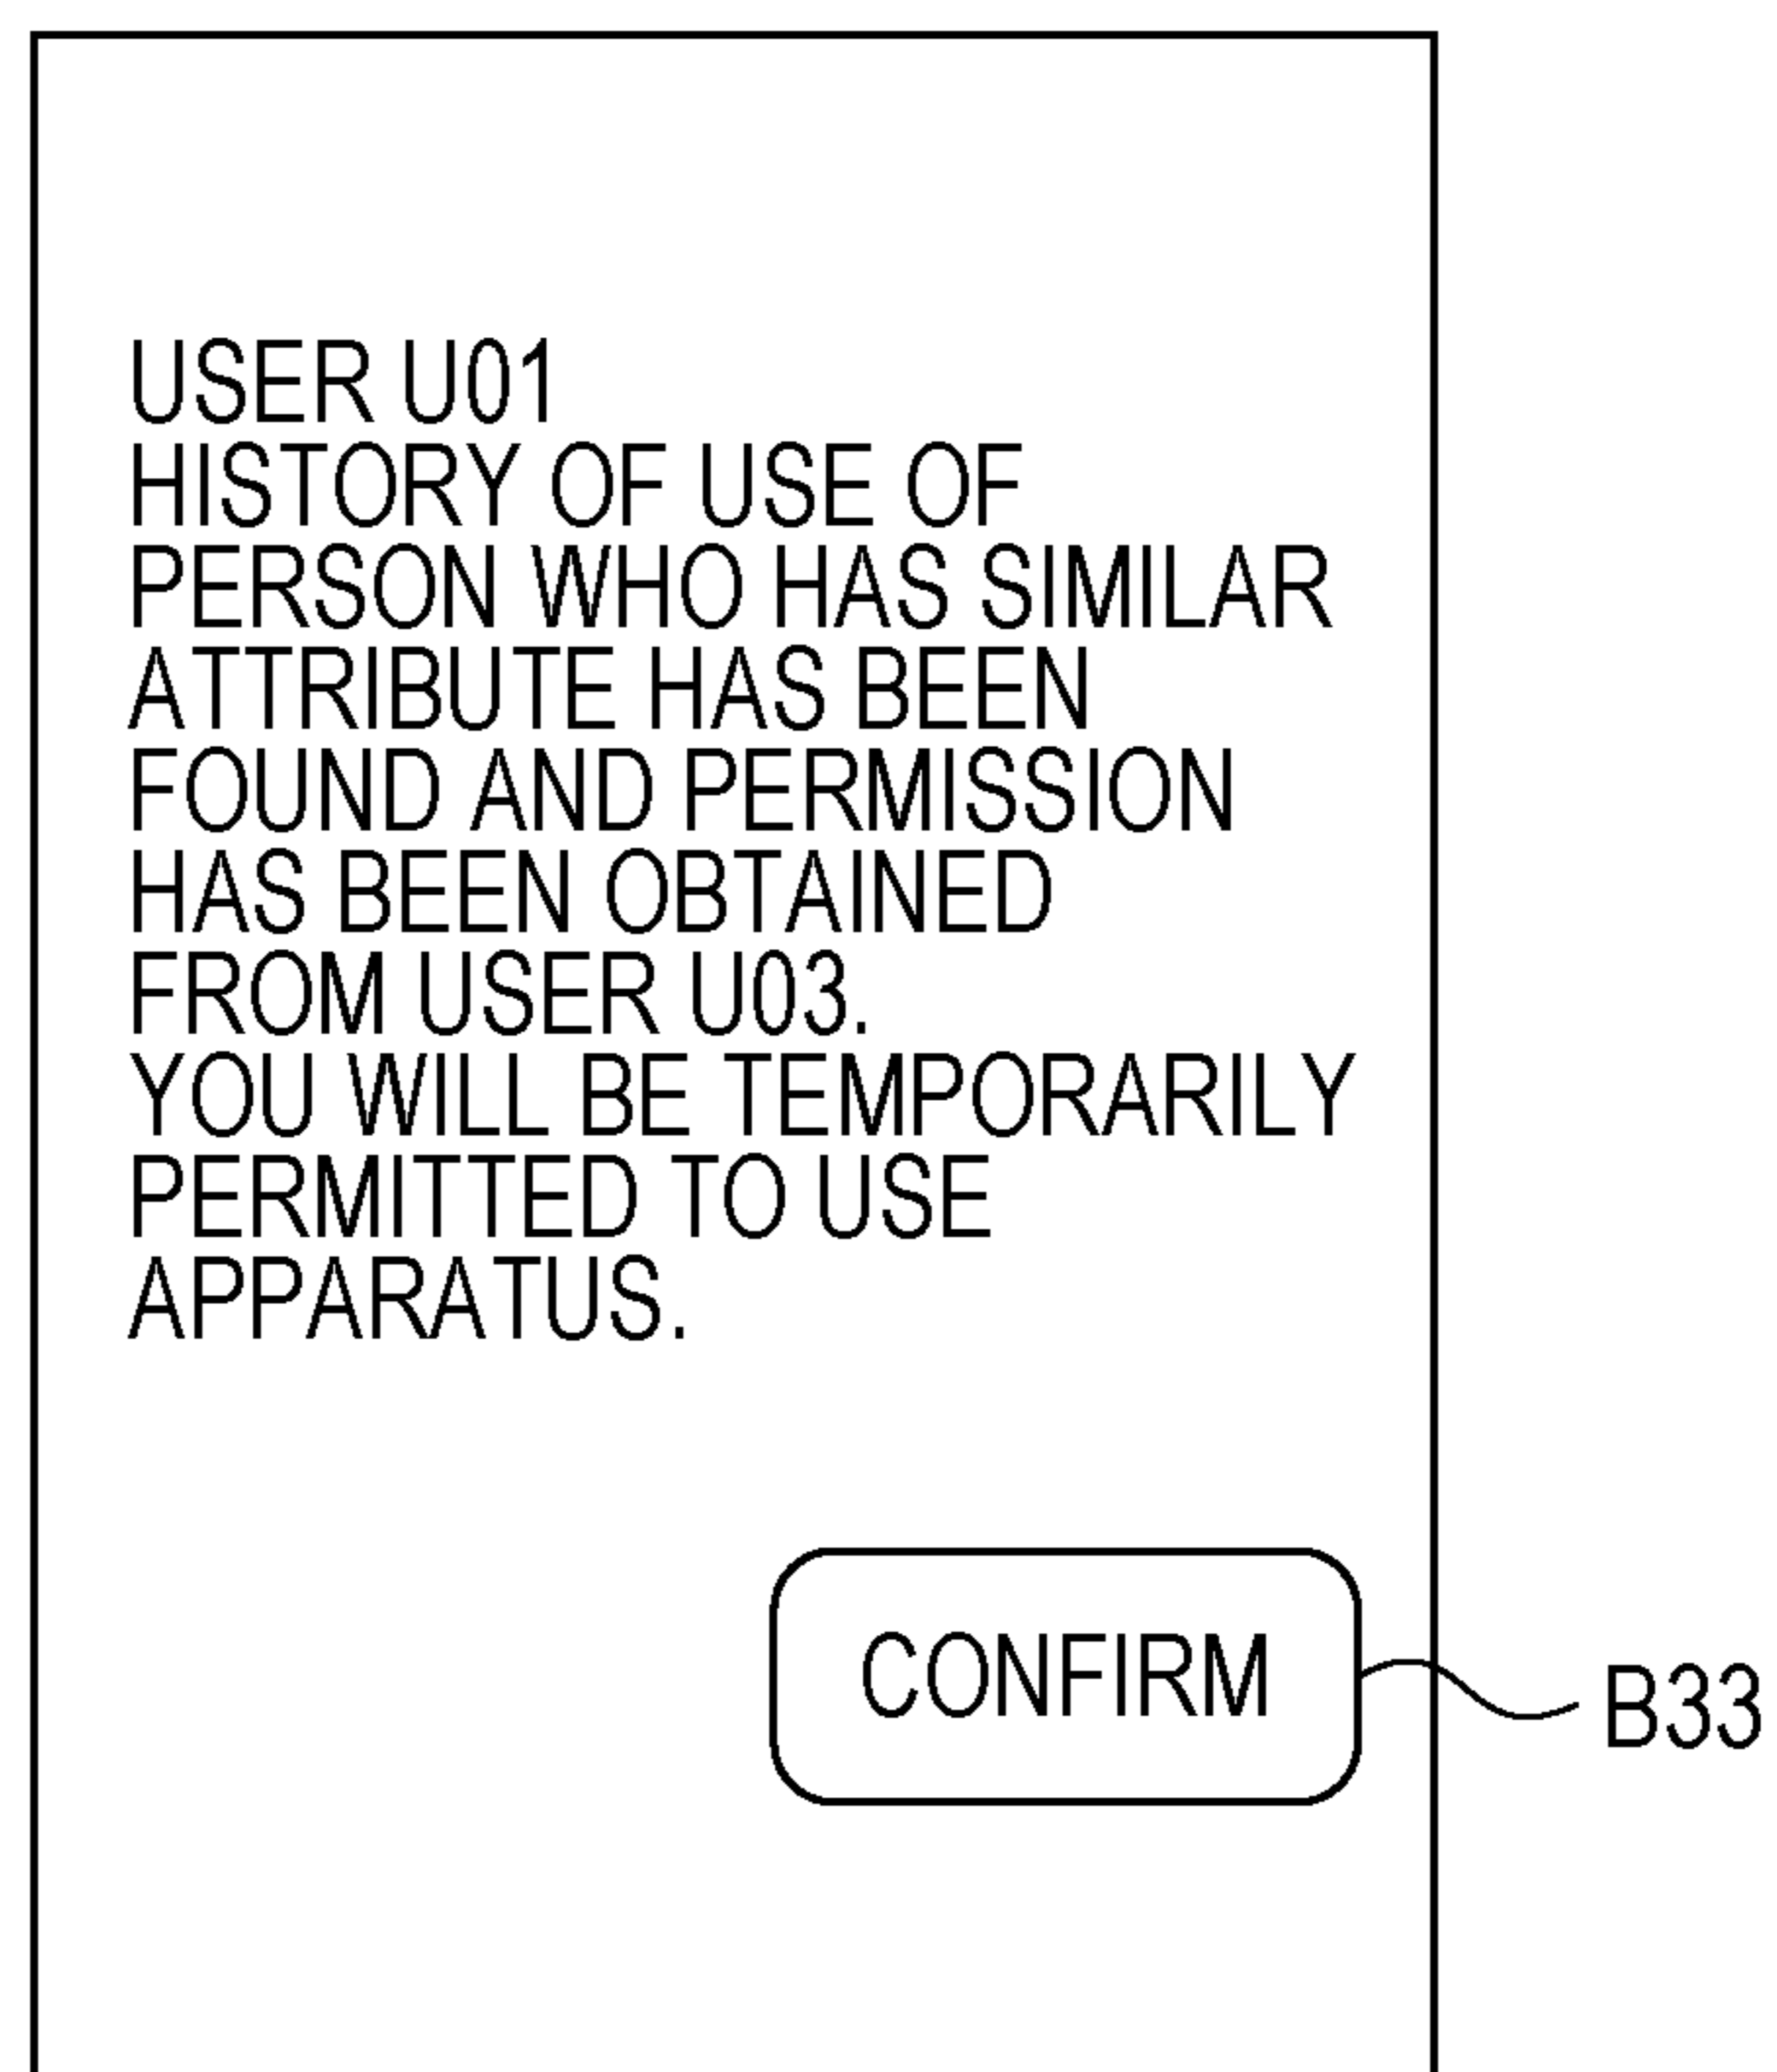 USER U01
HISTORY OF USE OF
PERSON WHO HAS SIMILAR
ATTRIBUTE HAS BEEN
FOUND AND PERMISSION
HAS BEEN OBTAINED
FROM USER U03.
YOU WILL BE TEMPORARILY
PERMITTED TO USE
APPARATUS.
CONFIRM
B33